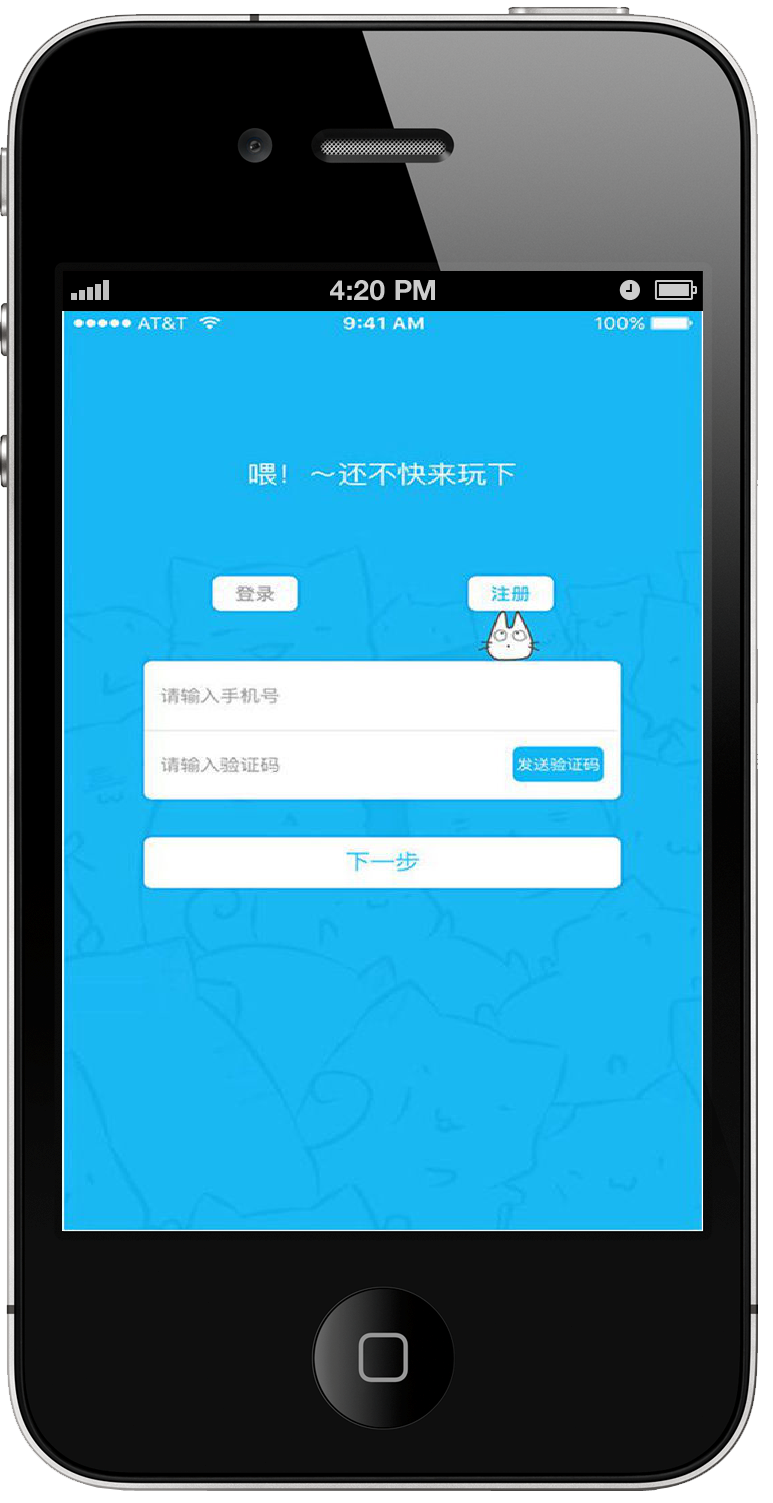 4:20 PM
AT&T 9:41 AM 100%
喂！～还不快来玩下
登录 注册
请输入手机号
请输入验证码 发送验证码
下一步